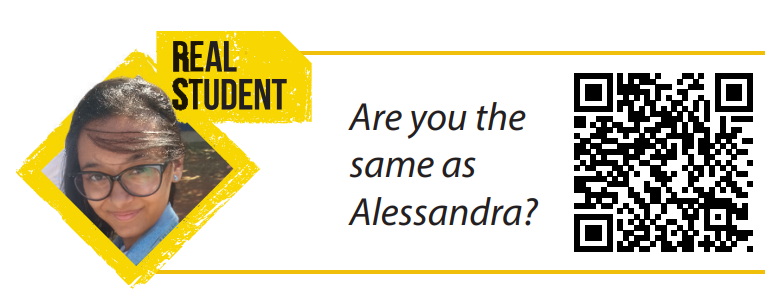 REAL
STUDENT
Are you the
same as
Alessandra?